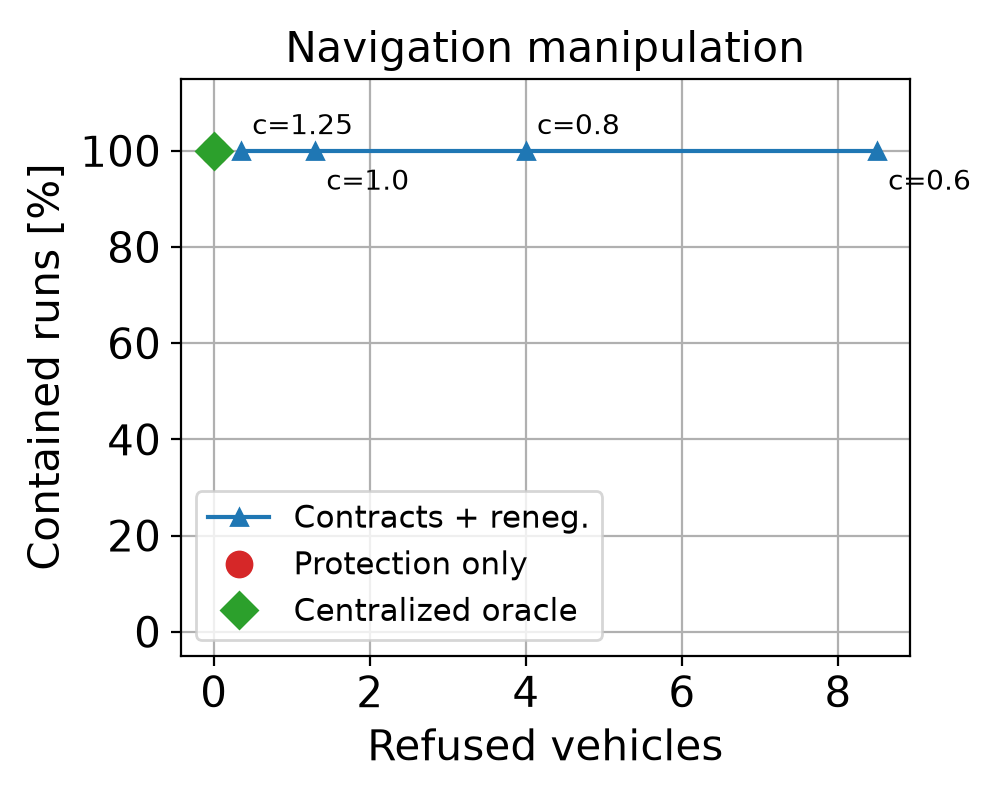 Navigation manipulation
c=1.25
c=0.8
c=1.0
c=0.6
100
80
60
40
20
0
Contained runs [%]
Contracts + reneg.
Protection only
Centralized oracle
0 2 4 6 8
Refused vehicles